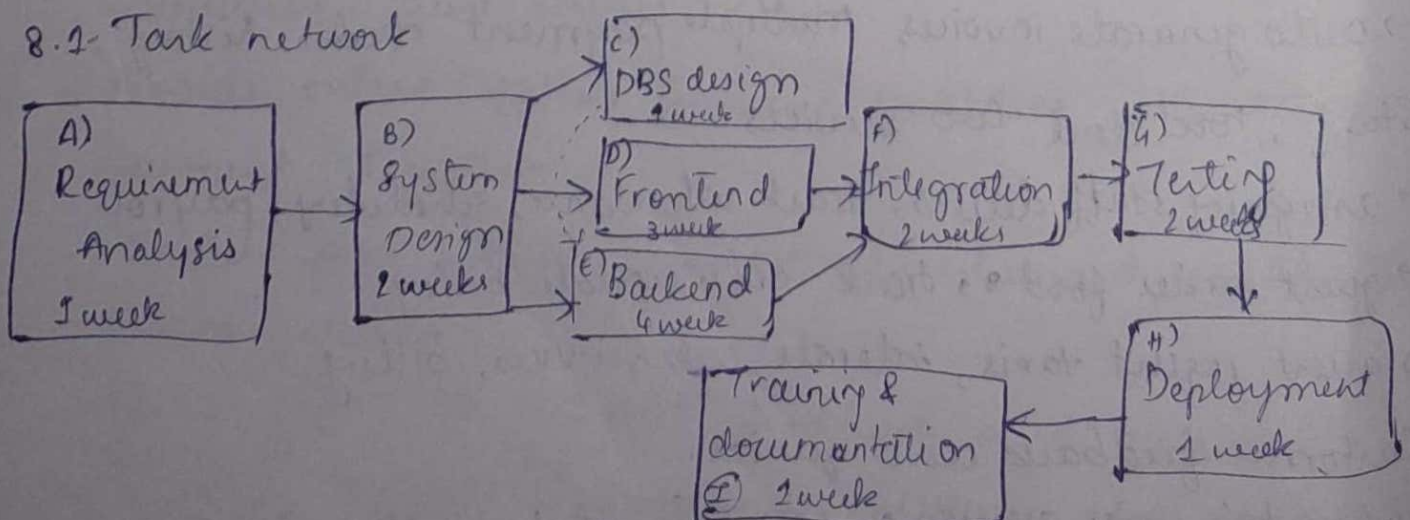 8.1- Task network
A)
Requirement
Analysis
1 week
B)
System
Design
2 weeks
C)
DBS design
1 week
D)
Frontend
3 week
E) Backend
4 week
F)
Integration
2 weeks
G)
Testing
2 weeks
H)
Deployment
1 week
Training &
documentation
I 1 week